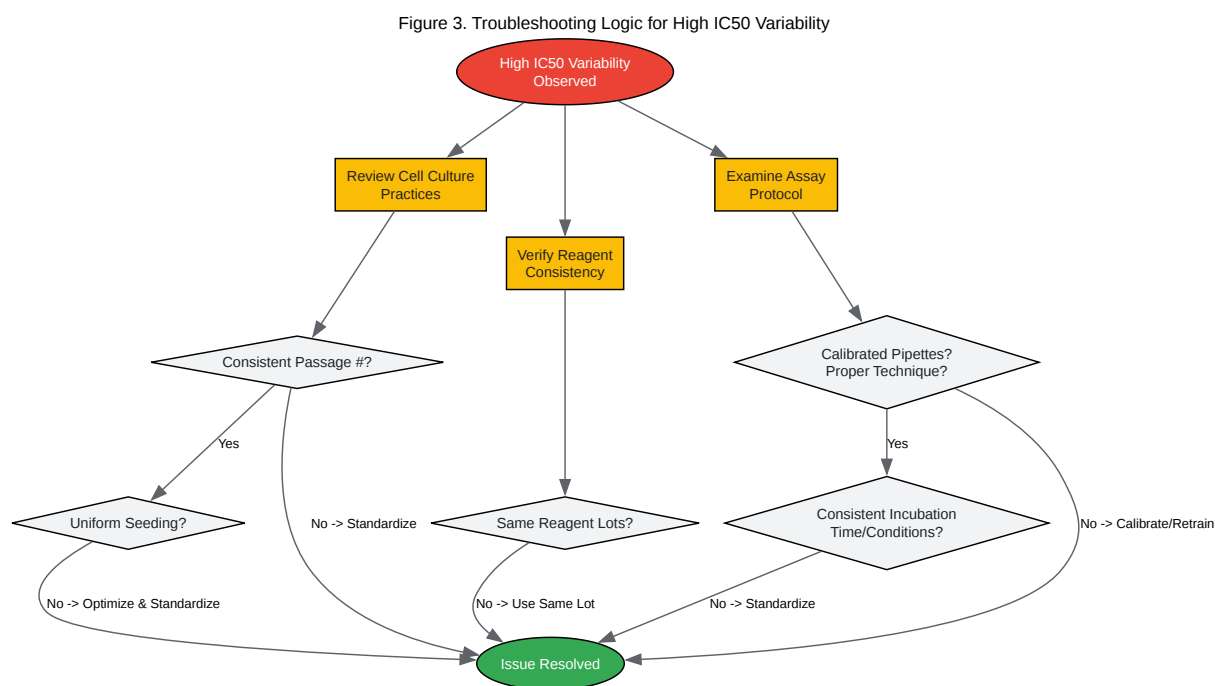 Figure 3. Troubleshooting Logic for High IC50 Variability
High IC50 Variability
Observed
Review Cell Culture
Practices
Examine Assay
Protocol
Verify Reagent
Consistency
Consistent Passage #?
Calibrated Pipettes?
Proper Technique?
Yes
Yes
Uniform Seeding?
No -> Standardize
Same Reagent Lots?
Consistent Incubation
Time/Conditions?
No -> Calibrate/Retrain
No -> Optimize & Standardize
No -> Use Same Lot
No -> Standardize
Issue Resolved